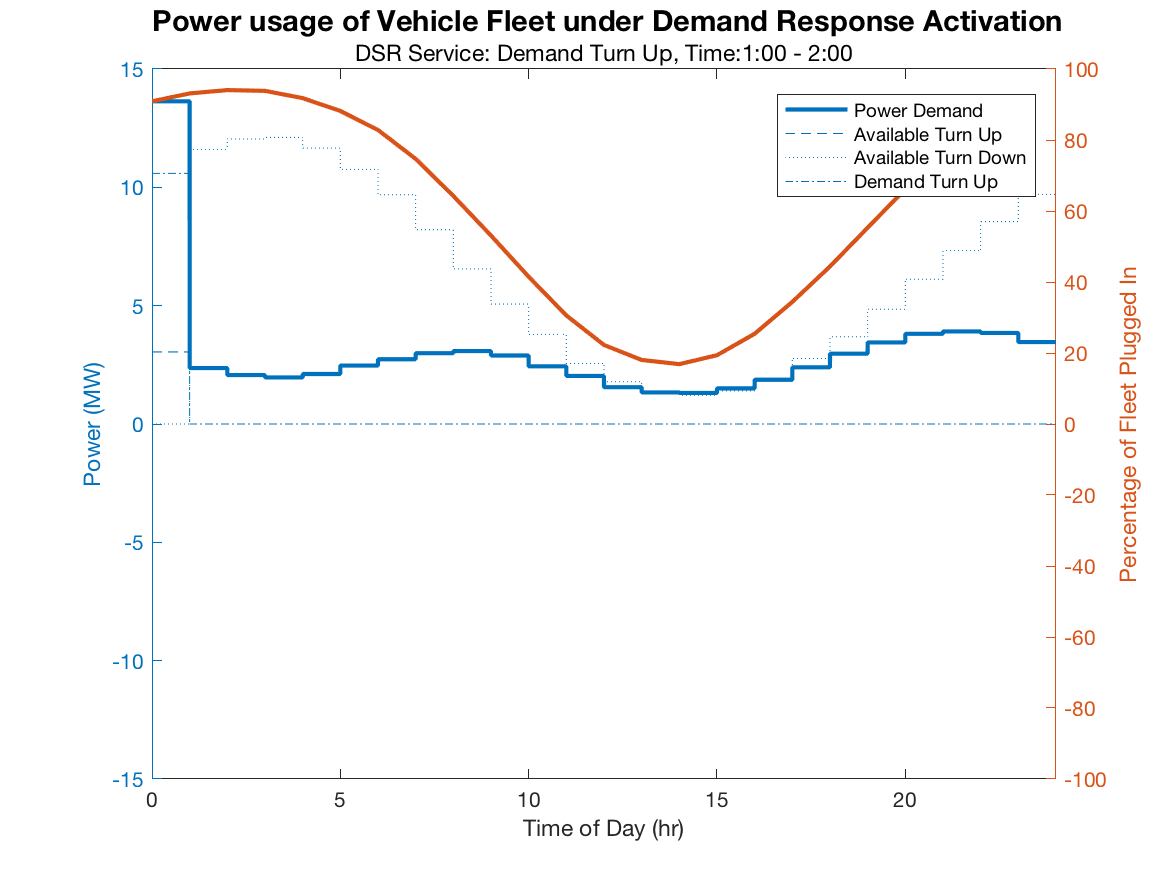 Power usage of Vehicle Fleet under Demand Response Activation
DSR Service: Demand Turn Up, Time:1:00 - 2:00
Power Demand
Available Turn Up
Available Turn Down
Demand Turn Up
15
10
5
0
-5
-10
-15
Power (MW)
100
80
60
40
20
0
-20
-40
-60
-80
-100
Percentage of Fleet Plugged In
0 5 10 15 20
Time of Day (hr)